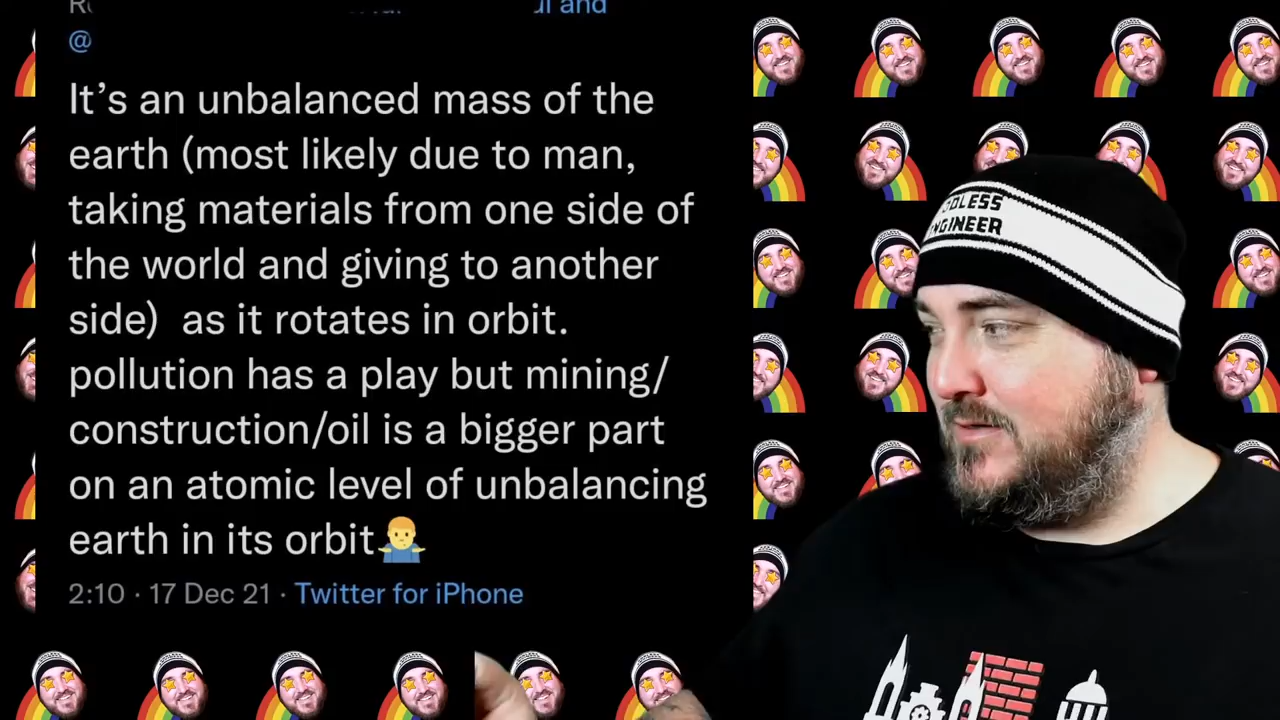 @
It's an unbalanced mass of the
earth (most likely due to man,
taking materials from one side of
the world and giving to another
side)  as it rotates in orbit.
pollution has a play but mining/
construction/oil is a bigger part
on an atomic level of unbalancing
earth in its orbit🤷‍♂️
2:10 · 17 Dec 21 · Twitter for iPhone
ENGINEER